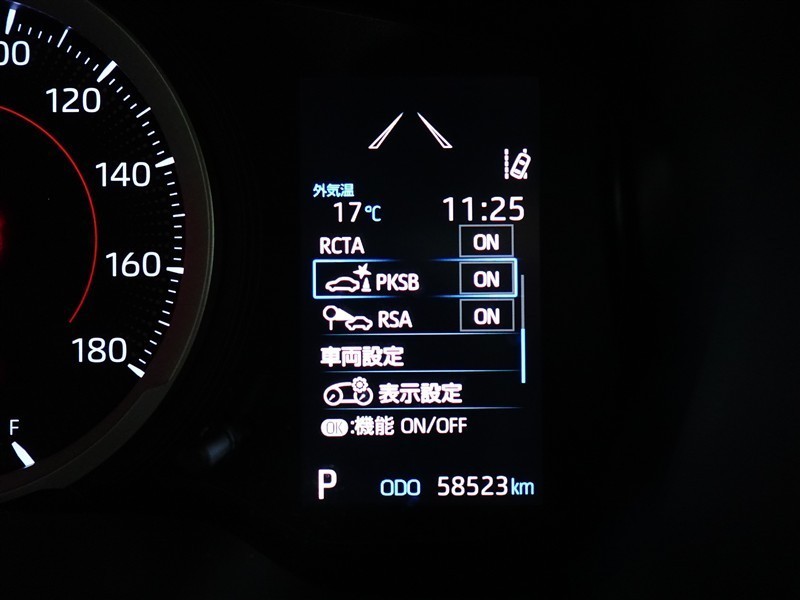 00
120
140
160
180
F
外気温
17℃ 11:25
RCTA ON
PKSB ON
RSA ON
車両設定
表示設定
OK:機能 ON/OFF
P ODO 58523km